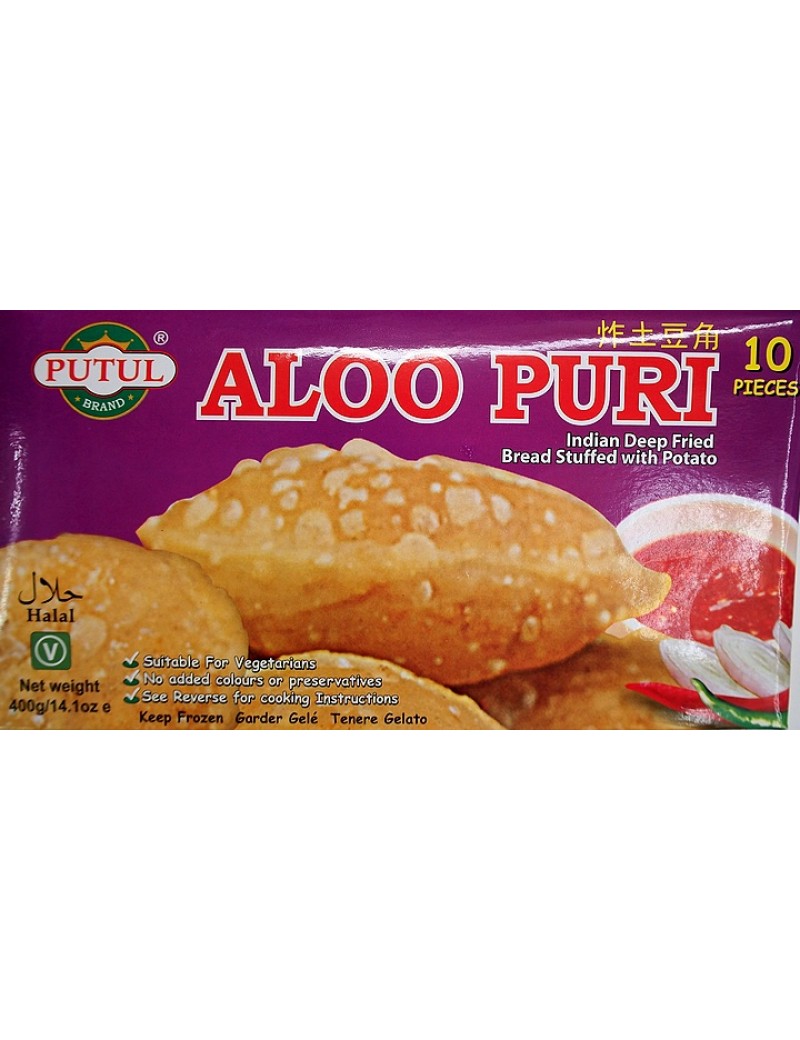 PUTUL
BRAND
®
炸土豆角
ALOO PURI
10
PIECES
Indian Deep Fried
Bread Stuffed with Potato
حلال
Halal
V
Net weight
400g/14.1oz e
Suitable For Vegetarians
No added colours or preservatives
See Reverse for cooking Instructions
Keep Frozen Garder Gelé Tenere Gelato